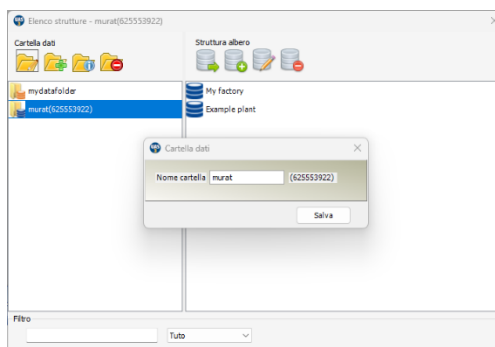 Elenco strutture - murat(625553922)
Cartella dati
Struttura albero
mydatafolder
murat(625553922)
My factory
Example plant
Cartella dati
Nome cartella murat (625553922)
Salva
Filtro
Tuto